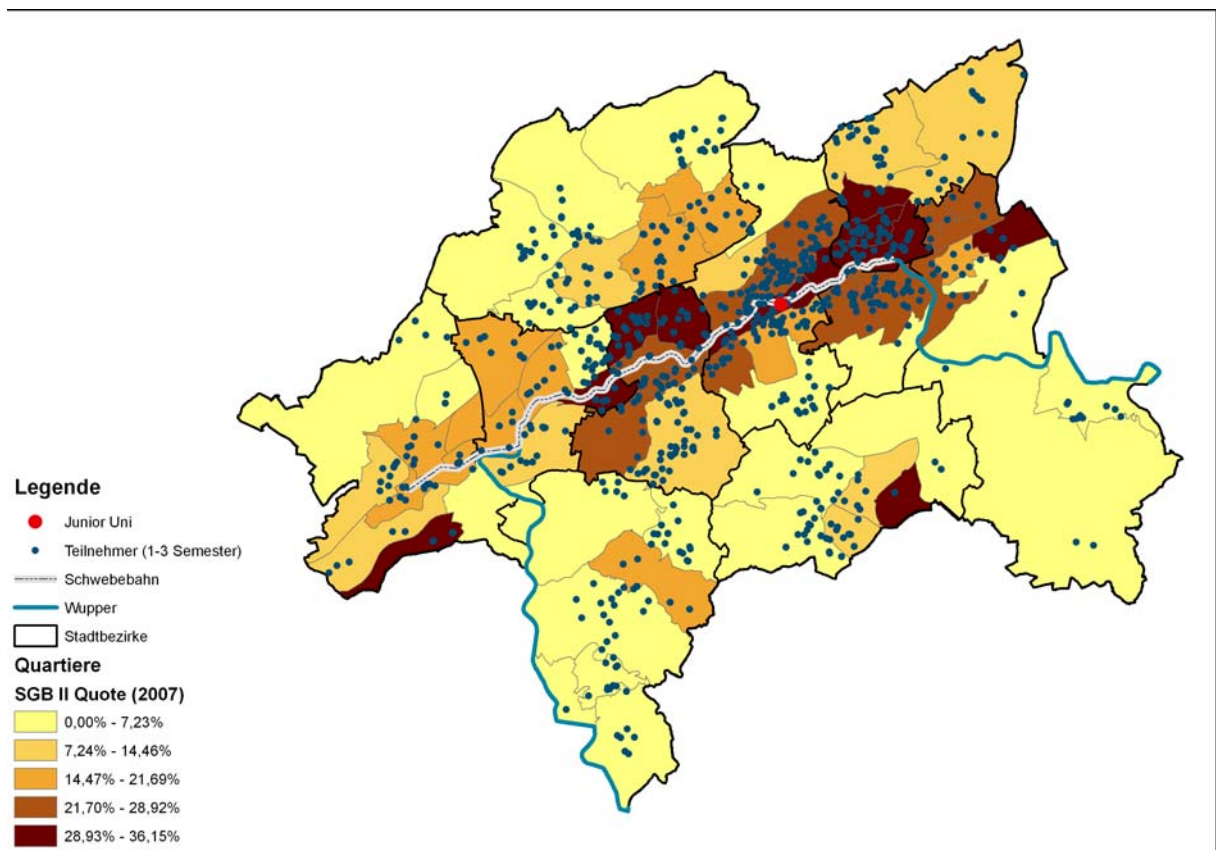 Legende
Junior Uni
Teilnehmer (1-3 Semester)
Schwebebahn
Wupper
Stadtbezirke
Quartiere
SGB II Quote (2007)
0,00% - 7,23%
7,24% - 14,46%
14,47% - 21,69%
21,70% - 28,92%
28,93% - 36,15%